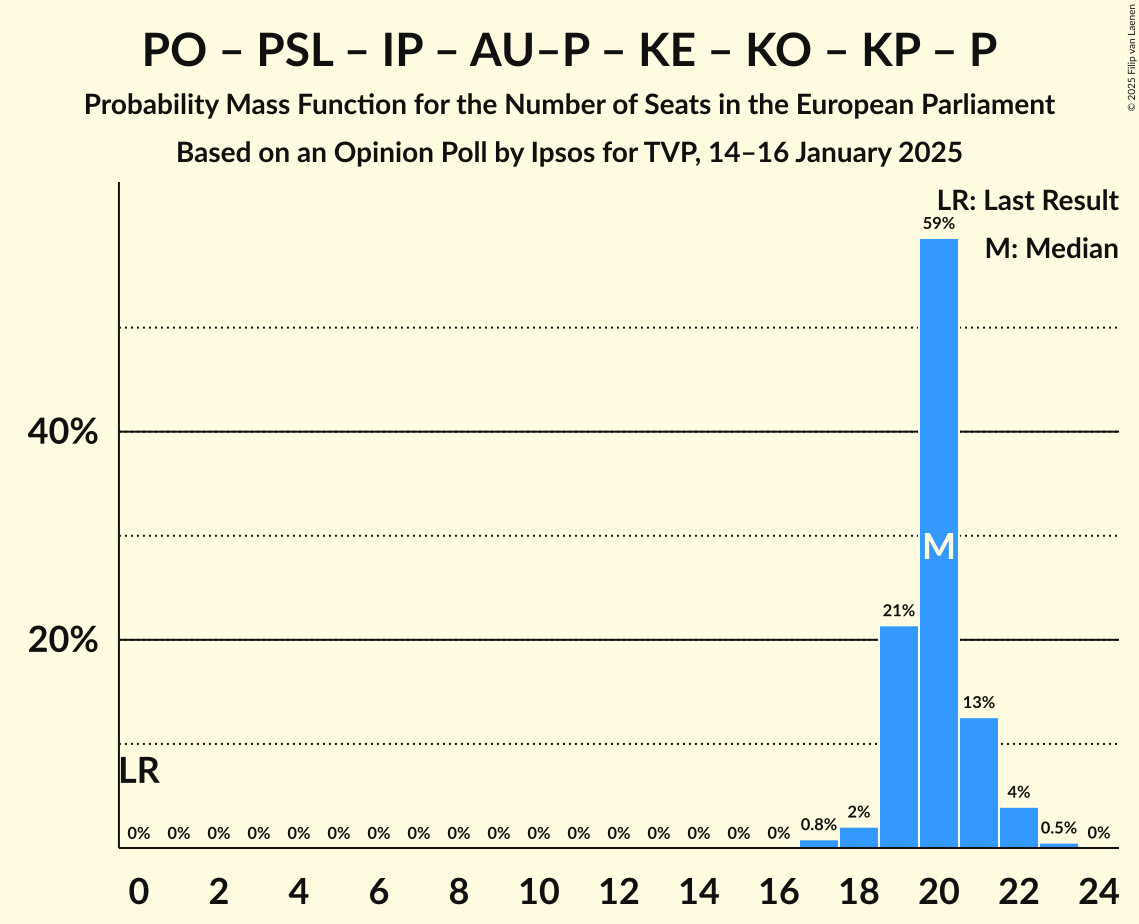 PO – PSL – IP – AU–P – KE – KO – KP – P
Probability Mass Function for the Number of Seats in the European Parliament
Based on an Opinion Poll by Ipsos for TVP, 14–16 January 2025
© 2025 Filip van Laenen
LR: Last Result
M: Median
59%
40%
M
21%
20%
13%
LR
4%
2%
0.8%
0.5%
0% 0% 0% 0% 0% 0% 0% 0% 0% 0% 0% 0% 0% 0% 0% 0% 0% 0%
0 2 4 6 8 10 12 14 16 18 20 22 24